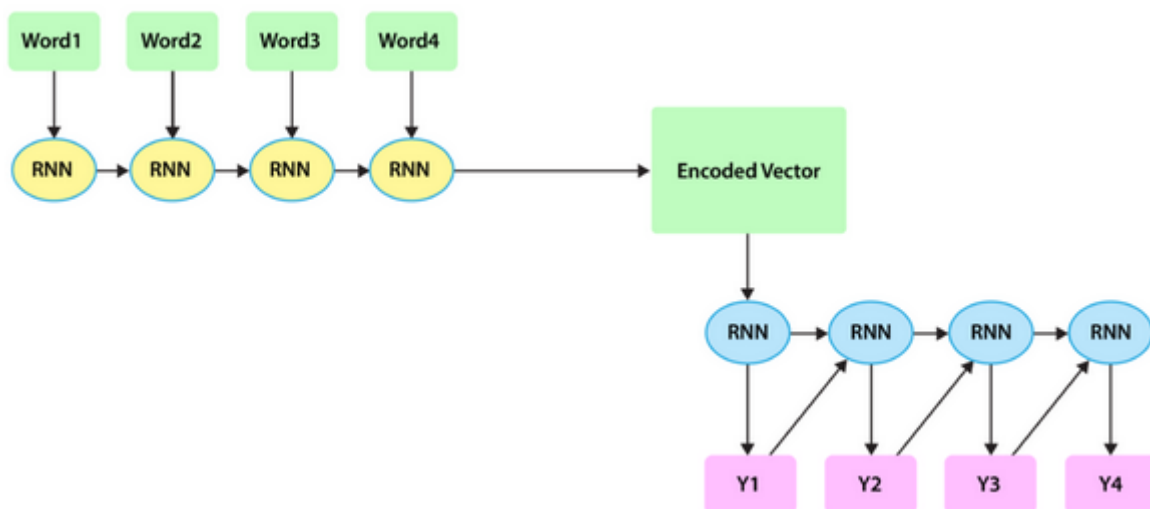 Word1 Word2 Word3 Word4
RNN RNN RNN RNN
Encoded Vector
RNN RNN RNN RNN
Y1 Y2 Y3 Y4